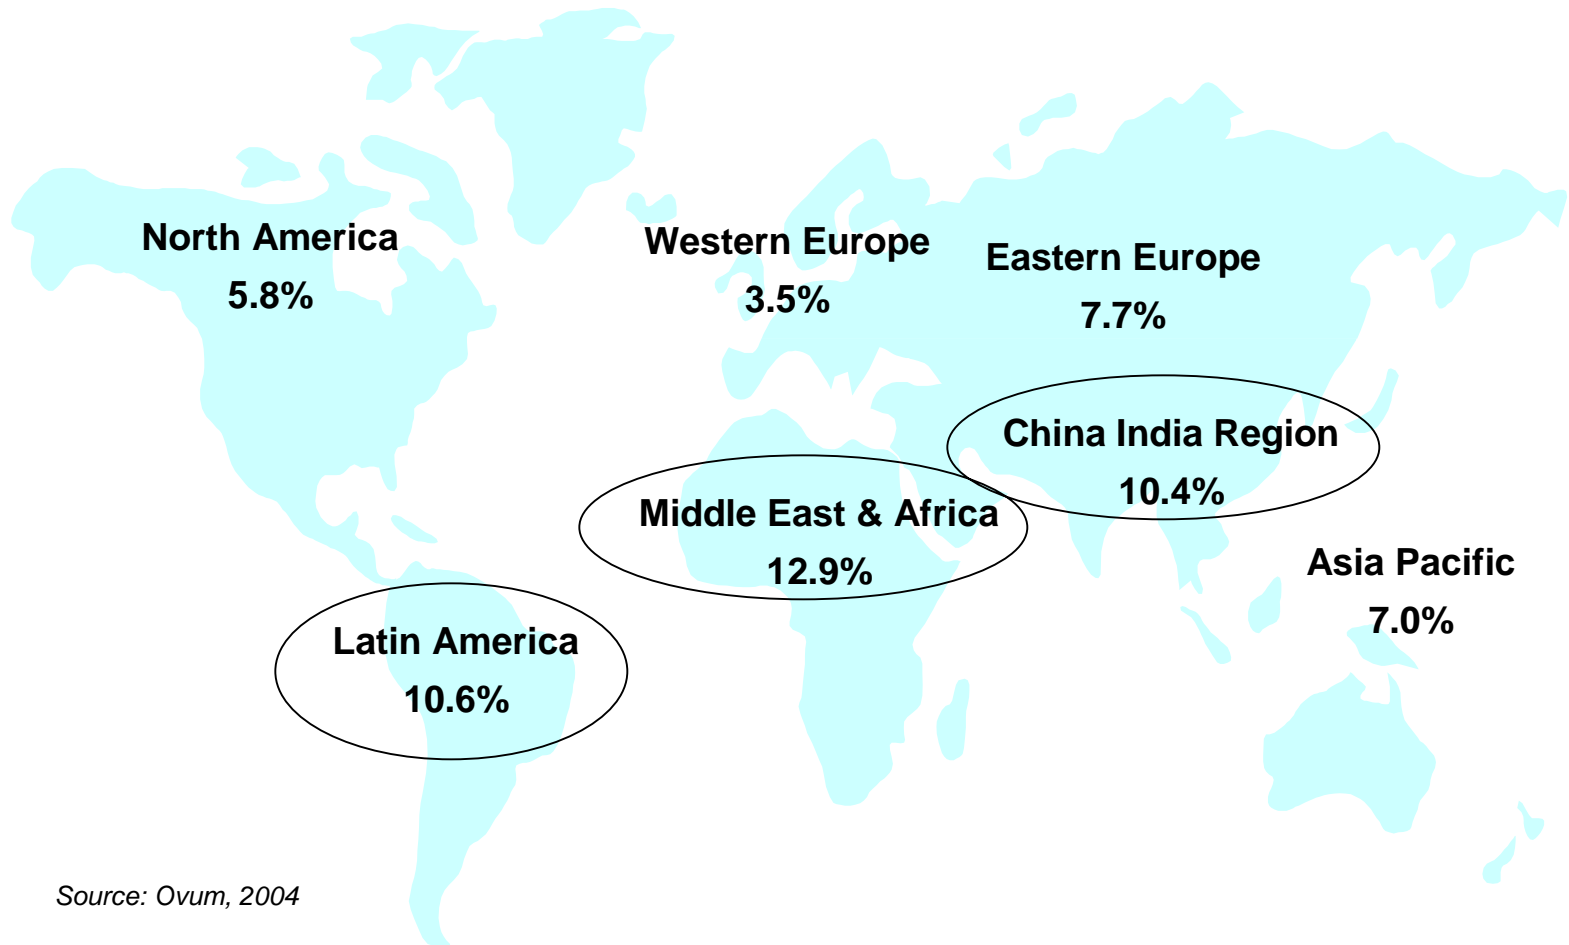 North America
5.8%
Western Europe
3.5%
Eastern Europe
7.7%
China India Region
10.4%
Middle East & Africa
12.9%
Asia Pacific
7.0%
Latin America
10.6%
Source: Ovum, 2004